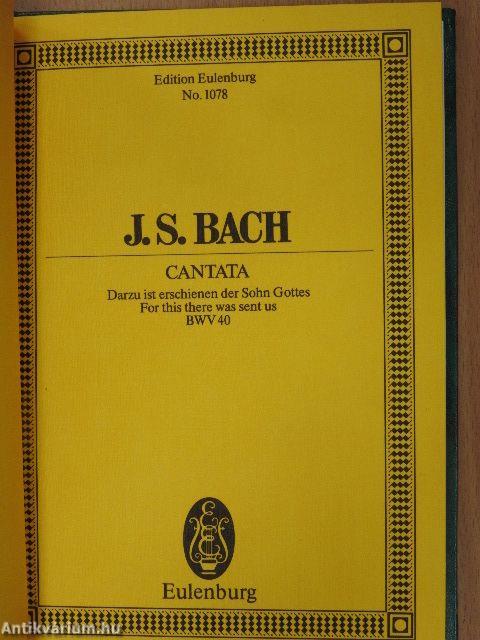 Edition Eulenburg
No. 1078
J. S. BACH
CANTATA
Darzu ist erschienen der Sohn Gottes
For this there was sent us
BWV 40
Eulenburg
Antikvárium.hu